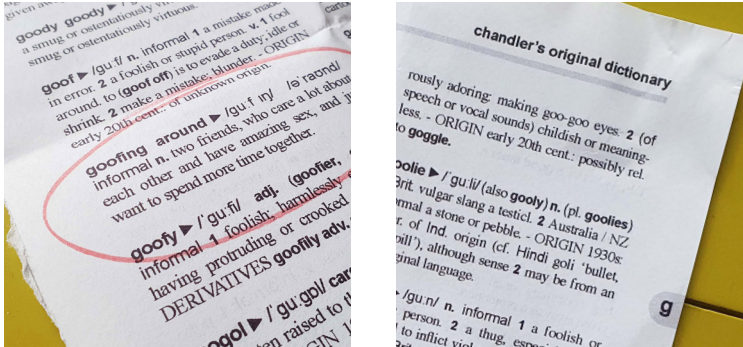 goody goody ▶
a smug or ostentatiously
smug or ostentatiously virtuous.
goof ▶ /guːf/ n. informal 1 a mistake made
in error. 2 a foolish or stupid person. v. 1 fool
around. to (goof off) is to evade a duty: idle or
shrink. 2 make a mistake; blunder. - ORIGIN
early 20th cent.: of unknown origin.
goofing around ▶ /guːf ɪŋ/ /əˈraʊnd/
informal n. two friends, who care a lot about
each other and have amazing sex, and
want to spend more time together.
goofy ▶ /ˈguːfi/ adj. (goofier,
informal 1 foolish; harmlessly
having protruding or crooked
DERIVATIVES goofily adv.
ogol ▶ /ˈguːgɒl/
raised to
chandler's original dictionary
rously adoring: making goo-goo eyes. 2 (of
speech or vocal sounds) childish or meaning-
less. - ORIGIN early 20th cent.: possibly rel.
to goggle.
oolie ▶ /ˈguːli/ (also gooly) n. (pl. goolies)
Brit. vulgar slang a testicl. 2 Australia / NZ
ormal a stone or pebble. - ORIGIN 1930s:
r. of Ind. origin (cf. Hindi goli 'bullet,
pill'), although sense 2 may be from an
ginal language.
g
▶ /guːn/ n. informal 1 a foolish or
person. 2 a thug,
to inflict